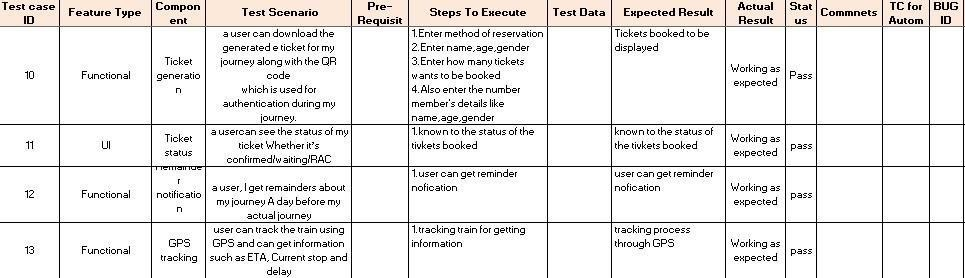 Test case ID
Feature Type
Compon
ent
Test Scenario
Pre-
Requisit
Steps To Execute
Test Data
Expected Result
Actual
Result
Stat
us
Commnets
TC for
Autom
BUG
ID
10
Functional
Ticket
generatio
n
a user can download the
generated e ticket for my
journey along with the QR
code
which is used for
authentication during my
journey.
1.Enter method of reservation
2.Enter name,age,gender
3.Enter how many tickets
wants to be booked
4.Also enter the number
member's details like
name,age,gender
Tickets booked to be
displayed
Working as
expected
Pass
11
UI
Ticket
status
a usercan see the status of my
ticket Whether it's
confirmed/waiting/RAC
1.known to the status of the
tivkets booked
known to the status of
the tivkets booked
Working as
expected
pass
12
Functional
remainde
r
notificatio
n
a user, I get remainders about
my journey A day before my
actual journey
1.user can get reminder
nofication
user can get reminder
nofication
Working as
expected
pass
13
Functional
GPS
tracking
user can track the train using
GPS and can get information
such as ETA, Current stop and
delay
1.tracking train for getting
information
tracking process
through GPS
Working as
expected
pass